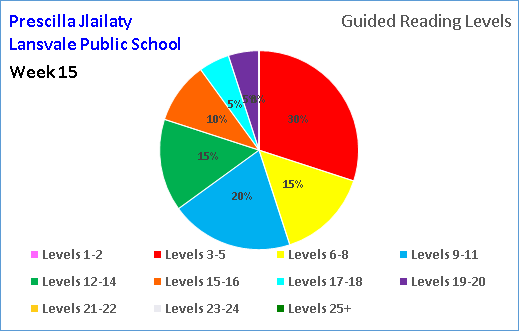 Prescilla Jlailaty
Guided Reading Levels
Lansvale Public School
Week 15
30%
15%
20%
15%
10%
5%
5%
0%
Levels 1-2 Levels 3-5 Levels 6-8 Levels 9-11
Levels 12-14 Levels 15-16 Levels 17-18 Levels 19-20
Levels 21-22 Levels 23-24 Levels 25+